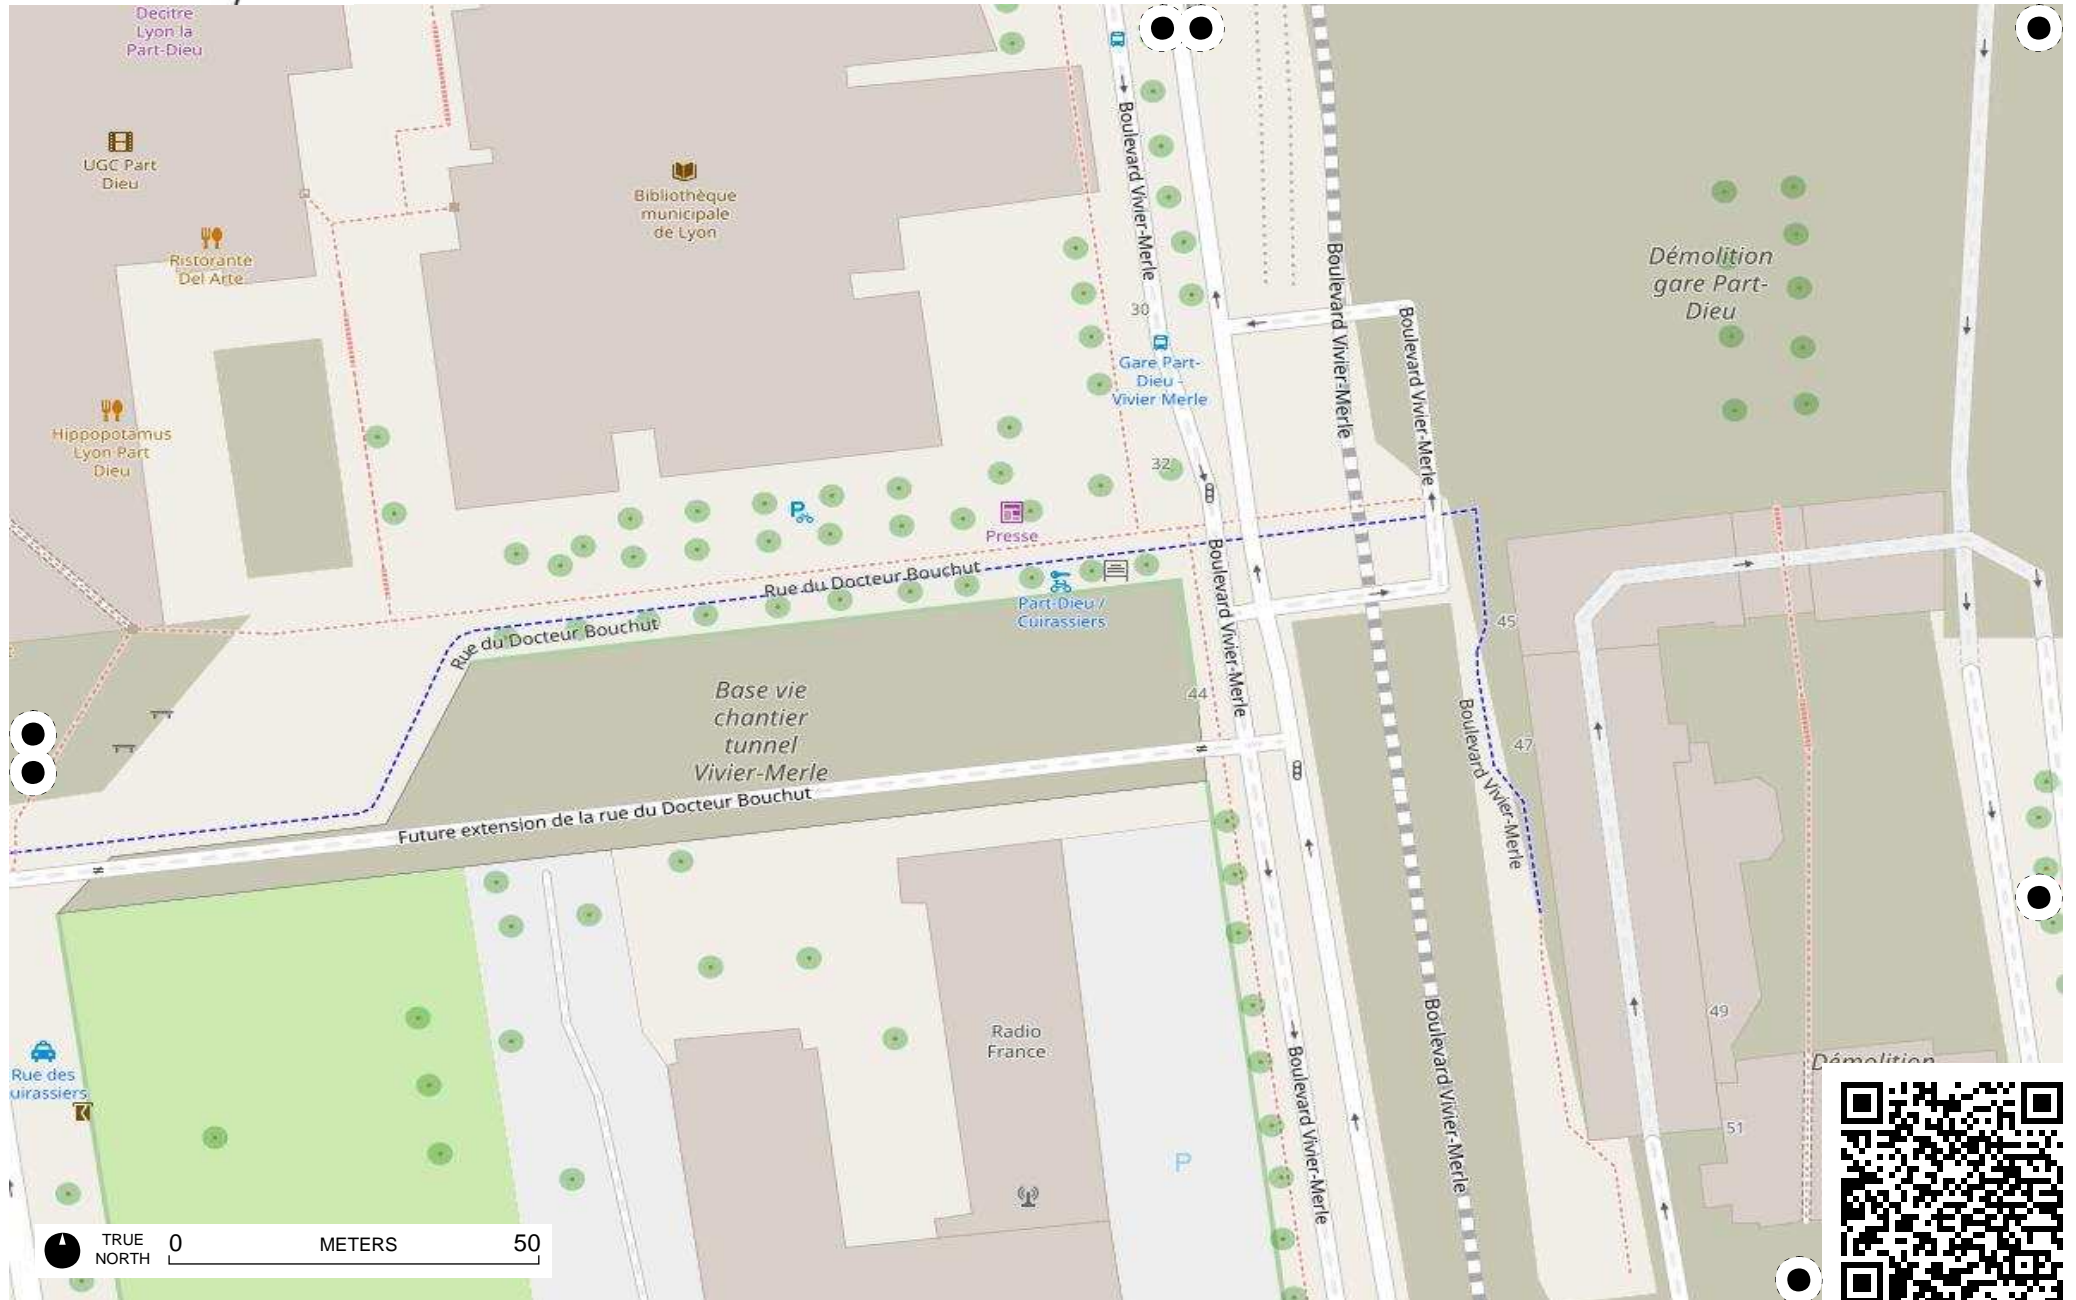 Decitre
Lyon la
Part-Dieu
UGC Part
Dieu
Bibliothèque
municipale
de Lyon
Ristorante
Del Arte
Boulevard Vivier-Merle
Boulevard Vivier-Merle
Boulevard Vivier-Merle
Démolition
gare Part-
Dieu
30
Gare Part-
Dieu -
Vivier Merle
Hippopotamus
Lyon Part
Dieu
32
P
Presse
Rue du Docteur Bouchut
Part-Dieu /
Cuirassiers
Rue du Docteur Bouchut
Boulevard Vivier-Merle
45
44
47
Base vie
chantier
tunnel
Vivier-Merle
Boulevard Vivier-Merle
Future extension de la rue du Docteur Bouchut
Radio
France
49
Boulevard Vivier-Merle
Boulevard Vivier-Merle
Démolition
Rue des
uirassiers
51
P
TRUE
NORTH
0 METERS 50